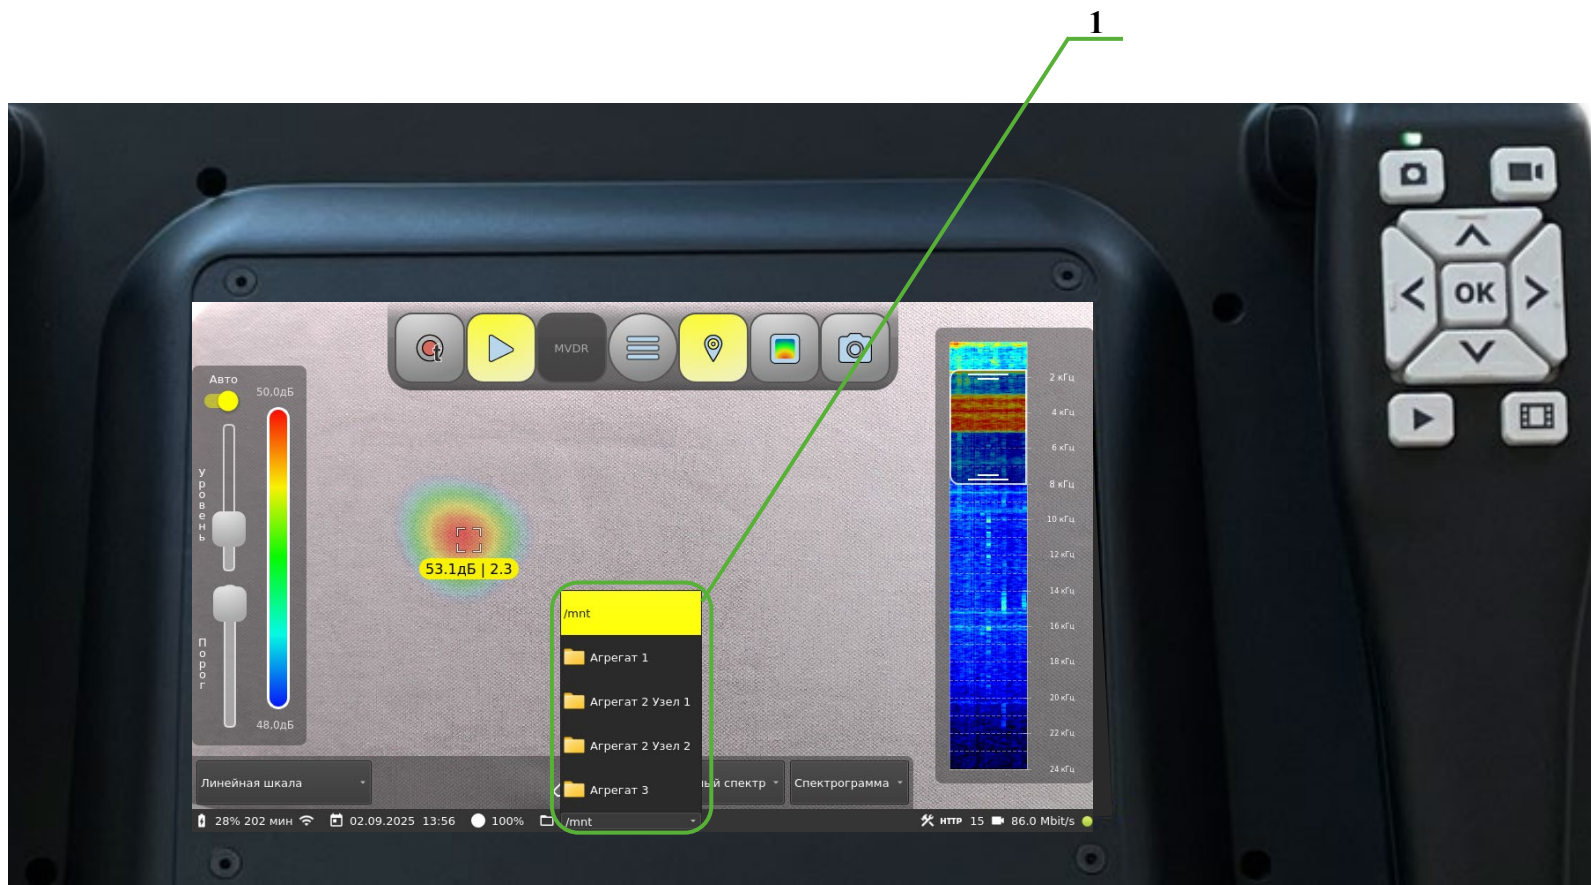 1
OK
MVDR
Авто
50,0дБ
Уровень
Порог
48,0дБ
53.1дБ | 2.3
2 кГц
4 кГц
6 кГц
8 кГц
10 кГц
12 кГц
14 кГц
16 кГц
18 кГц
20 кГц
22 кГц
24 кГц
/mnt
Агрегат 1
Агрегат 2 Узел 1
Агрегат 2 Узел 2
Агрегат 3
Линейная шкала
ый спектр
Спектрограмма
28% 202 мин 02.09.2025 13:56 100% /mnt HTTP 15 86.0 Mbit/s